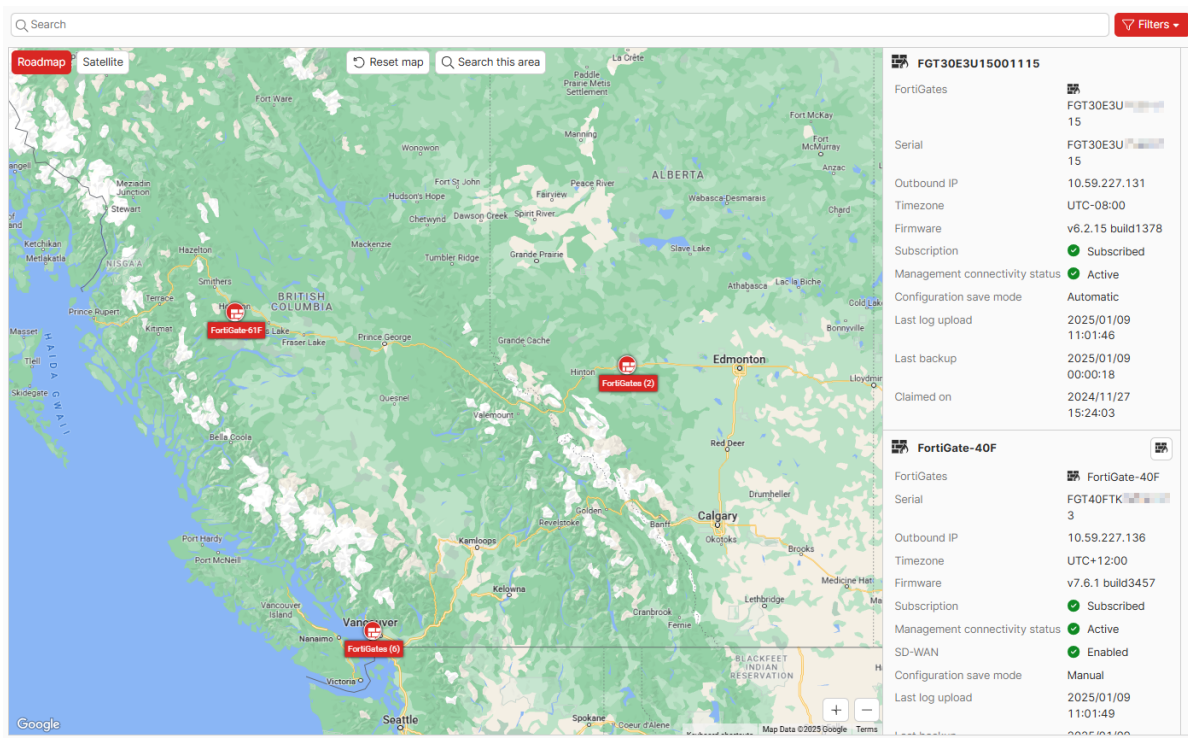 Search
Filters
Roadmap
Satellite
Reset map
Search this area
La Crête
Paddle
Prairie Metis
Settlement
Fort Ware
Fort McKay
Manning
Fort
McMurray
Wonowon
Anzac
ALBERTA
Fort St John
Peace River
Meziadin
Junction
Hudson's Hope
Fairview
Wabasca-Desmarais
Stewart
Chetwynd
Dawson Creek
Spirit River
Chard
Ketchikan
Metlakatla
Hazelton
Mackenzie
Slave Lake
NISGA'A
Tumbler Ridge
Grande Prairie
Smithers
Athabasca
Lac la Biche
Terrace
BRITISH
COLUMBIA
Cold Lake
Prince Rupert
FortiGate-61F
Kitimat
Masset
s Lake
Fraser Lake
Prince George
Grande Cache
Bonnyville
HAIDA GWAII
Tlell
Hinton
Edmonton
FortiGates (2)
Lloydmin
Skidegate
Quesnel
Valemount
Bella Coola
Red Deer
Drumheller
Golden
Calgary
Revelstoke
Banff
Okotoks
Port Hardy
Kamloops
Brooks
Port McNeill
Medicine Hat
Kelowna
Lethbridge
Ma
Vancouver
Island
Cranbrook
Fernie
Vancouver
Nanaimo
FortiGates (6)
BLACKFEET
INDIAN
RESERVATION
Victoria
Seattle
Spokane
Coeur d'Alene
Google
Keyboard shortcuts
Map Data ©2025 Google
Terms
FGT30E3U15001115
FortiGates
FGT30E3U
15
Serial FGT30E3U
15
Outbound IP 10.59.227.131
Timezone UTC-08:00
Firmware v6.2.15 build1378
Subscription Subscribed
Management connectivity status Active
Configuration save mode Automatic
Last log upload 2025/01/09
11:01:46
Last backup 2025/01/09
00:00:18
Claimed on 2024/11/27
15:24:03
FortiGate-40F
FortiGates FortiGate-40F
Serial FGT40FTK
3
Outbound IP 10.59.227.136
Timezone UTC+12:00
Firmware v7.6.1 build3457
Subscription Subscribed
Management connectivity status Active
SD-WAN Enabled
Configuration save mode Manual
Last log upload 2025/01/09
11:01:49
Last backup 2025/01/09